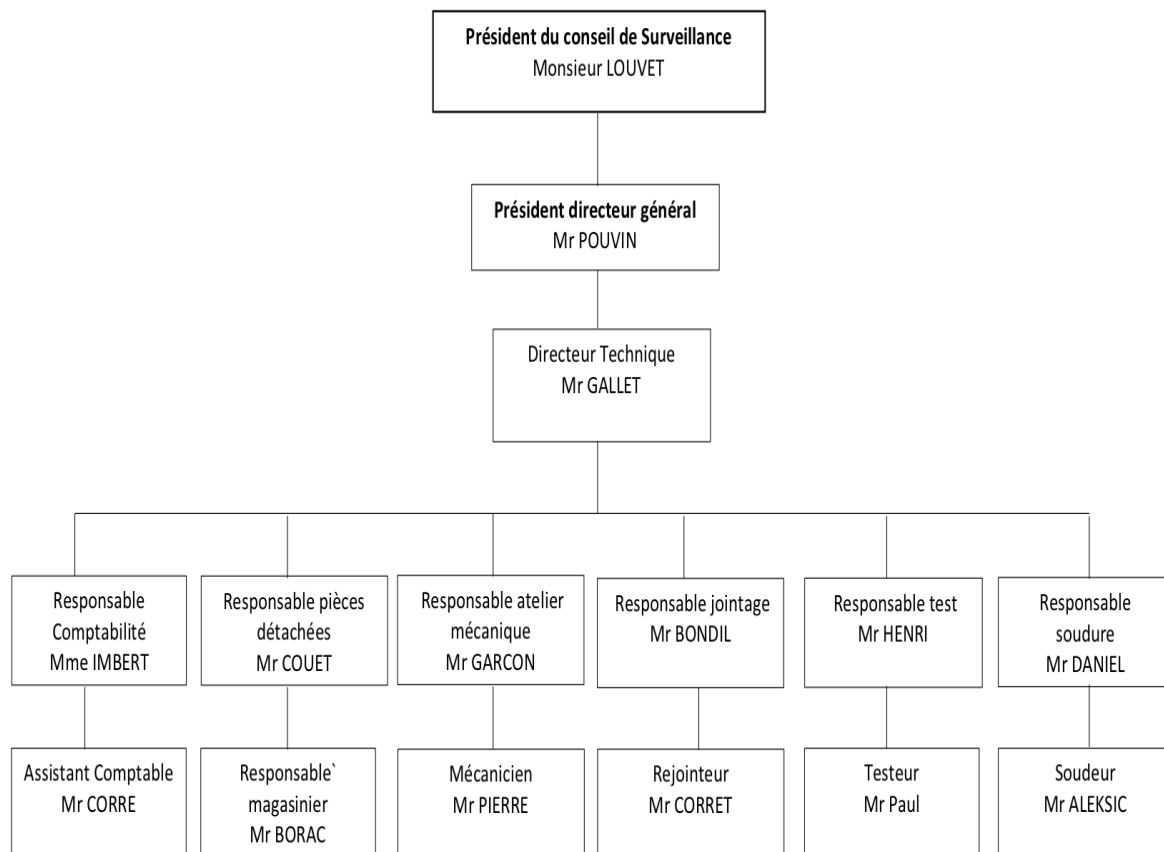 Président du conseil de Surveillance
Monsieur LOUVET
Président directeur général
Mr POUVIN
Directeur Technique
Mr GALLET
Responsable
Comptabilité
Mme IMBERT
Responsable pièces
détachées
Mr COUET
Responsable atelier
mécanique
Mr GARCON
Responsable jointage
Mr BONDIL
Responsable test
Mr HENRI
Responsable
soudure
Mr DANIEL
Assistant Comptable
Mr CORRE
Responsable`
magasinier
Mr BORAC
Mécanicien
Mr PIERRE
Rejointeur
Mr CORRET
Testeur
Mr Paul
Soudeur
Mr ALEKSIC